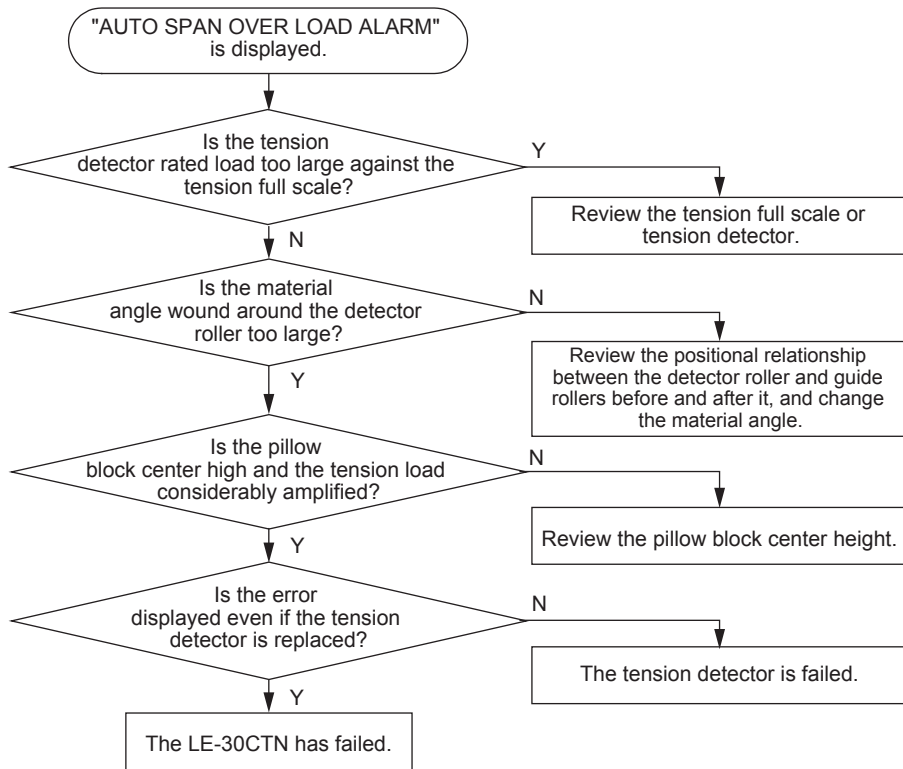 "AUTO SPAN OVER LOAD ALARM"
is displayed.
Is the tension
detector rated load too large against the
tension full scale?
Y
Review the tension full scale or
tension detector.
N
Is the material
angle wound around the detector
roller too large?
N
Review the positional relationship
between the detector roller and guide
rollers before and after it, and change
the material angle.
Y
Is the pillow
block center high and the tension load
considerably amplified?
N
Review the pillow block center height.
Y
Is the error
displayed even if the tension
detector is replaced?
N
The tension detector is failed.
Y
The LE-30CTN has failed.